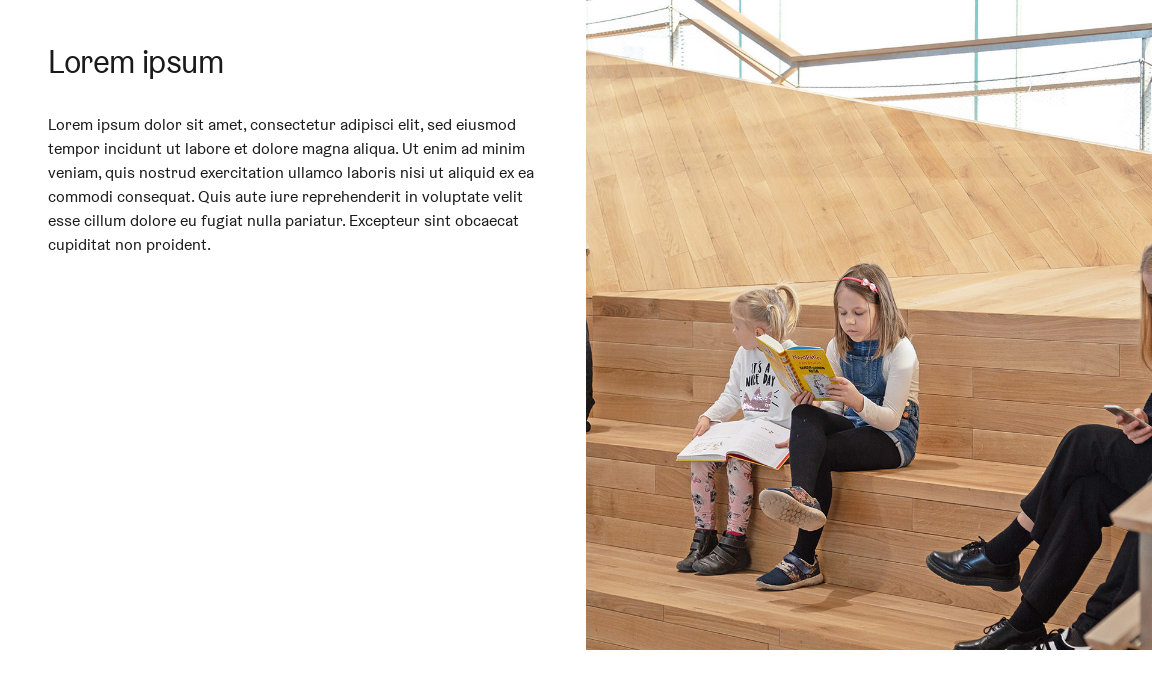 Lorem ipsum
Lorem ipsum dolor sit amet, consectetur adipisci elit, sed eiusmod
tempor incidunt ut labore et dolore magna aliqua. Ut enim ad minim
veniam, quis nostrud exercitation ullamco laboris nisi ut aliquid ex ea
commodi consequat. Quis aute iure reprehenderit in voluptate velit
esse cillum dolore eu fugiat nulla pariatur. Excepteur sint obcaecat
cupiditat non proident.
IT'S A
NICE DAY